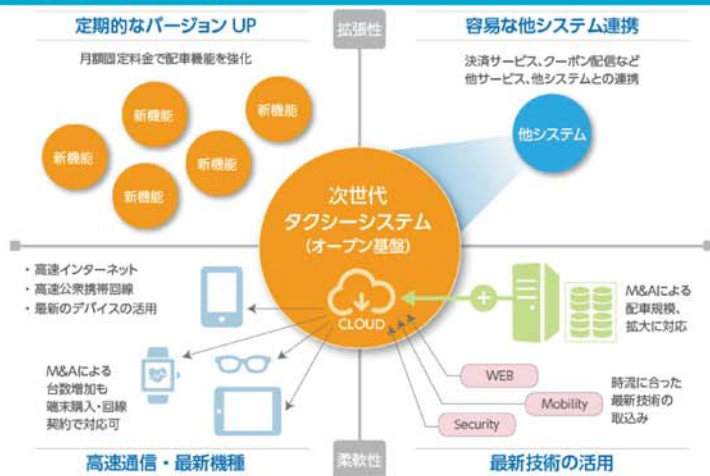 定期的なバージョン UP
月額固定料金で配車機能を強化
新機能
新機能
新機能
新機能
新機能
拡張性
容易な他システム連携
決済サービス、クーポン配信など
他サービス、他システムとの連携
他システム
次世代
タクシーシステム
(オープン基盤)
CLOUD
・高速インターネット
・高速公衆携帯回線
・最新のデバイスの活用
M&Aによる
台数増加も
端末購入・回線
契約で対応可
高速通信・最新機種
M&Aによる
配車規模、
拡大に対応
WEB
Mobility
Security
時流に合った
最新技術の
取込み
柔軟性
最新技術の活用